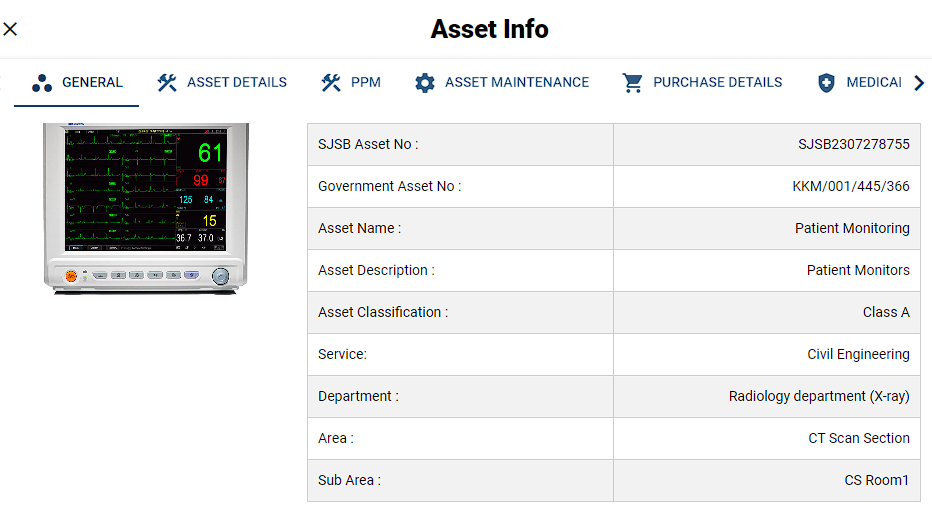 Asset Info
GENERAL ASSET DETAILS PPM ASSET MAINTENANCE PURCHASE DETAILS MEDICAL
61
99
125 84
15
36.7 37.0
SJSB Asset No : SJSB2307278755
Government Asset No : KKM/001/445/366
Asset Name : Patient Monitoring
Asset Description : Patient Monitors
Asset Classification : Class A
Service: Civil Engineering
Department : Radiology department (X-ray)
Area : CT Scan Section
Sub Area : CS Room1